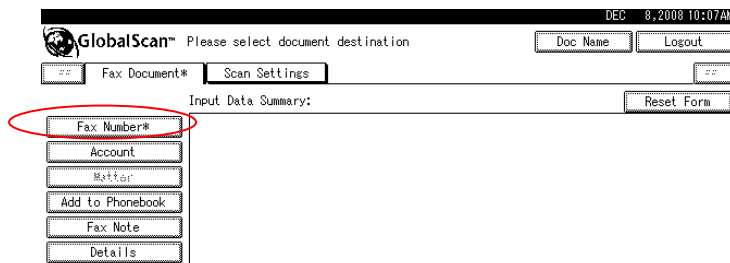 DEC 8,2008 10:07AM
GlobalScan™ Please select document destination Doc Name Logout
Fax Document* Scan Settings
Input Data Summary: Reset Form
Fax Number*
Account
Matter
Add to Phonebook
Fax Note
Details